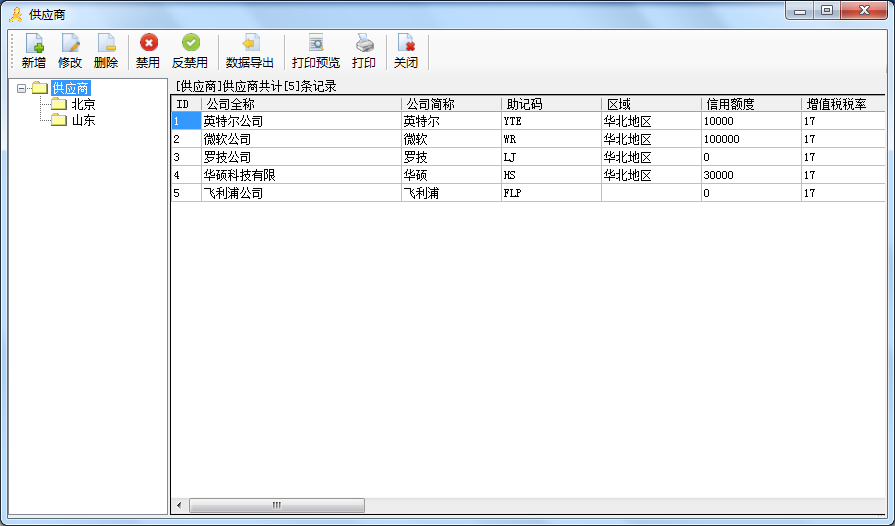 供应商
新增 修改 删除 禁用 反禁用 数据导出 打印预览 打印 关闭
供应商
北京
山东
[供应商]供应商共计[5]条记录
ID 公司全称 公司简称 助记码 区域 信用额度 增值税税率
1 英特尔公司 英特尔 YTE 华北地区 10000 17
2 微软公司 微软 WR 华北地区 100000 17
3 罗技公司 罗技 LJ 华北地区 0 17
4 华硕科技有限 华硕 HS 华北地区 30000 17
5 飞利浦公司 飞利浦 FLP 0 17